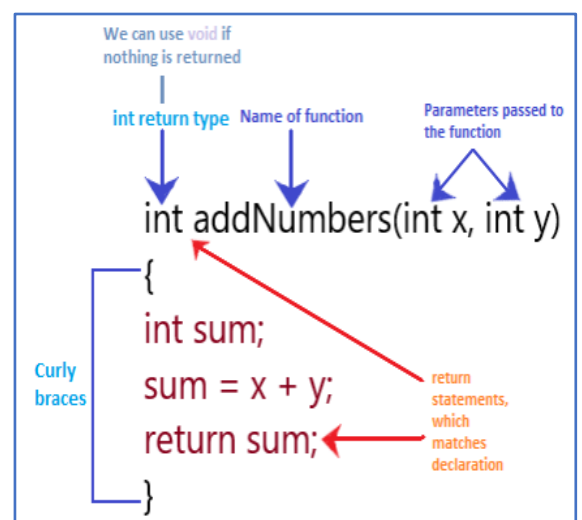 We can use void if
nothing is returned
int return type
Name of function
Parameters passed to
the function
int addNumbers(int x, int y)
{
int sum;
sum = x + y;
return sum;
}
Curly
braces
return
statements,
which
matches
declaration